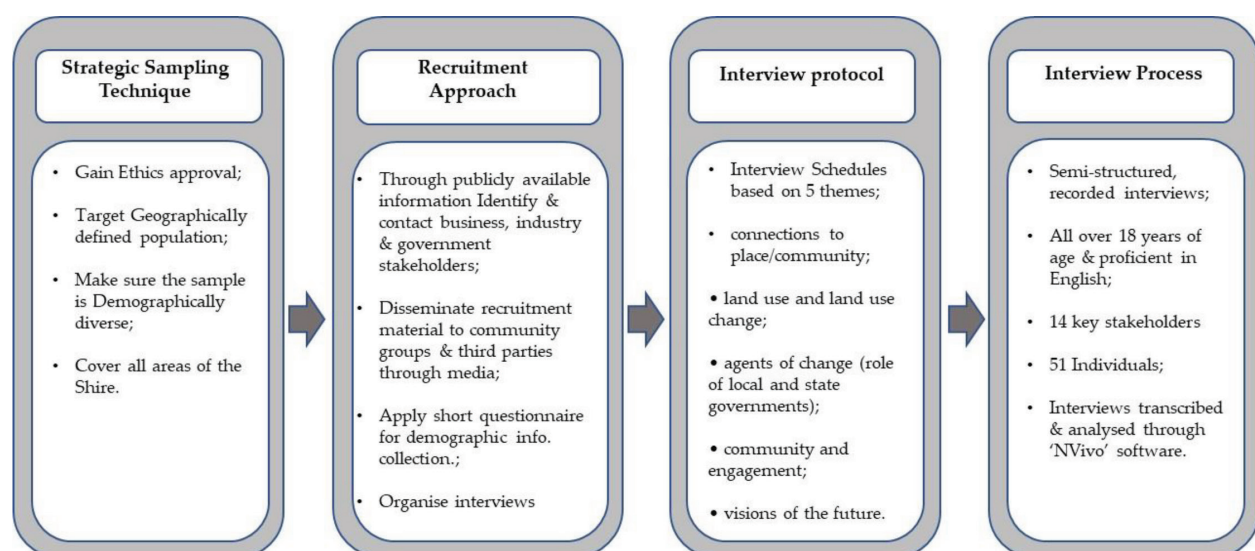 Strategic Sampling
Technique
• Gain Ethics approval;
• Target Geographically
defined population;
• Make sure the sample
is Demographically
diverse;
• Cover all areas of the
Shire.
Recruitment
Approach
• Through publicly available
information Identify &
contact business, industry
& government
stakeholders;
• Disseminate recruitment
material to community
groups & third parties
through media;
• Apply short questionnaire
for demographic info.
collection.;
• Organise interviews
Interview protocol
• Interview Schedules
based on 5 themes;
• connections to
place/community;
• land use and land use
change;
• agents of change (role
of local and state
governments);
• community and
engagement;
• visions of the future.
Interview Process
• Semi-structured,
recorded interviews;
• All over 18 years of
age & proficient in
English;
• 14 key stakeholders
• 51 Individuals;
• Interviews transcribed
& analysed through
‘NVivo’ software.